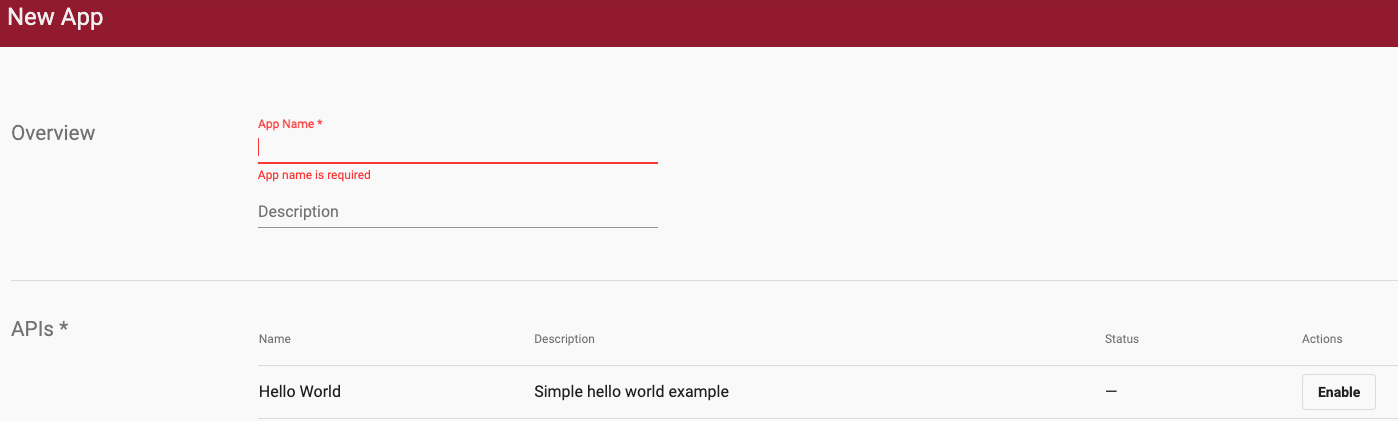 New App
Overview
App Name *
App name is required
Description
APIs *
Name Description Status Actions
Hello World Simple hello world example — Enable